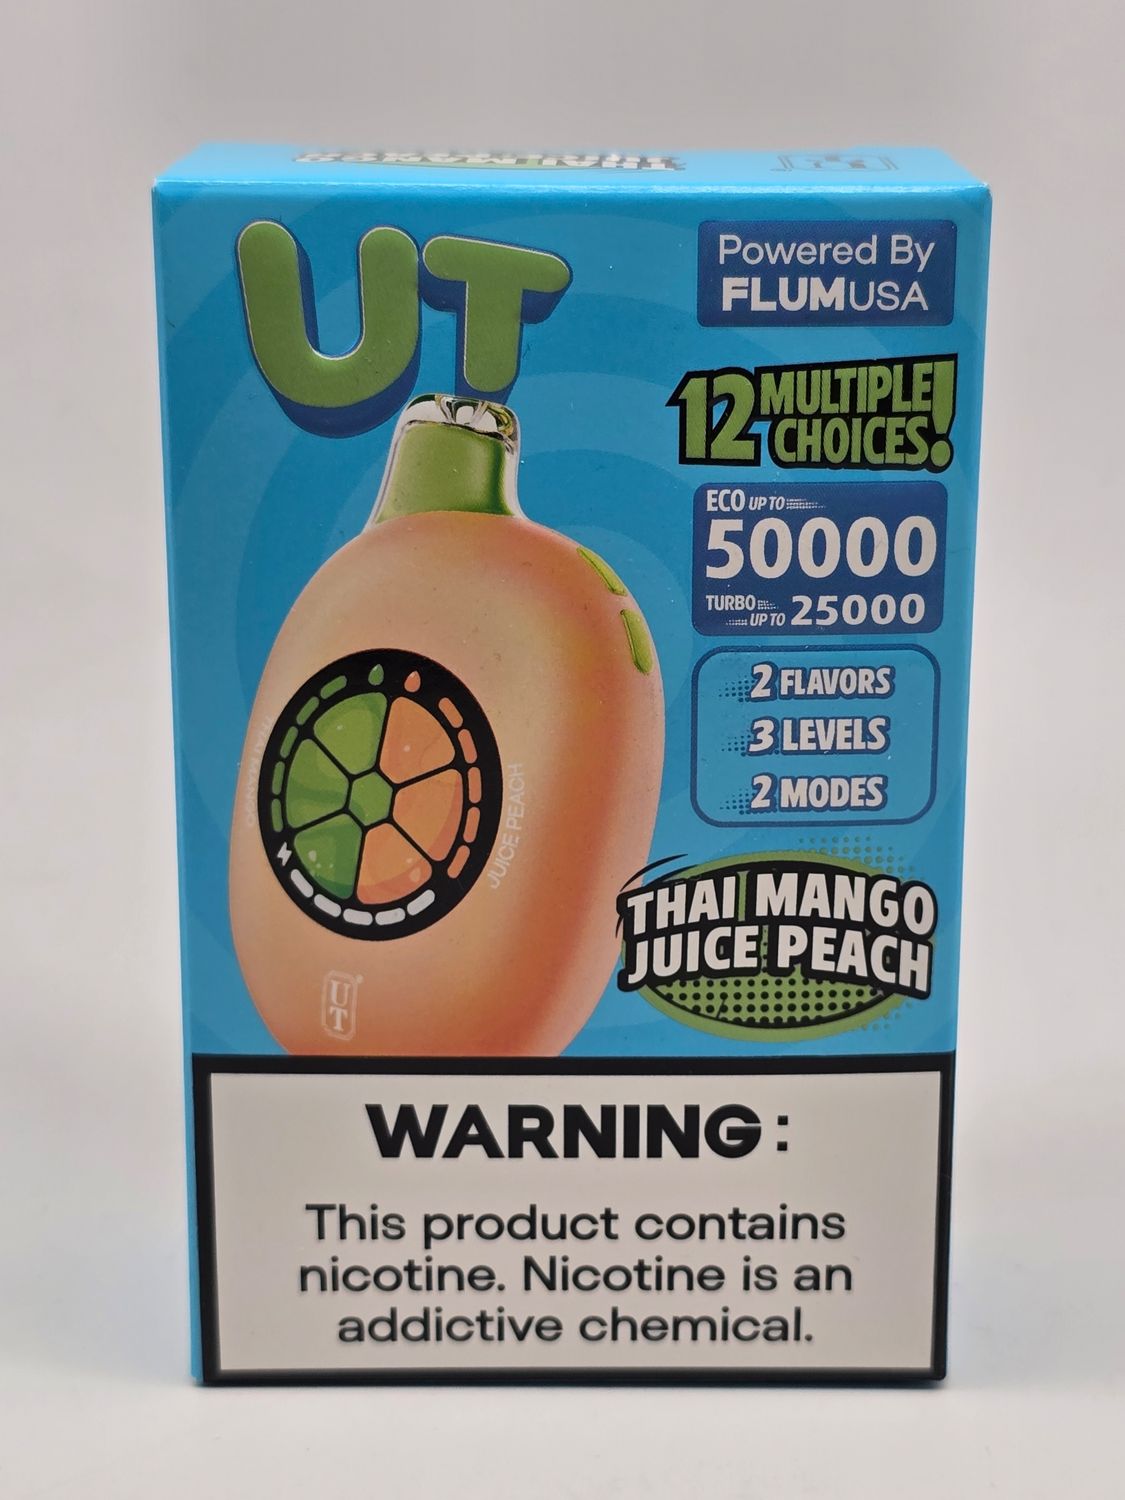 UT
Powered By
FLUMUSA
12 MULTIPLE
CHOICES!
ECO UP TO
50000
TURBO
UP TO 25000
2 FLAVORS
3 LEVELS
2 MODES
JUICE PEACH
THAI MANGO
JUICE PEACH
UT
WARNING:
This product contains
nicotine. Nicotine is an
addictive chemical.